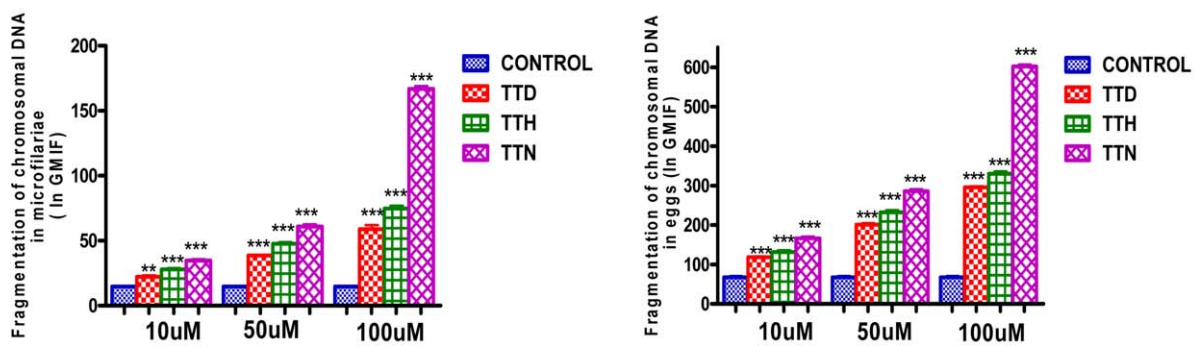 Fragmentation of chromosomal DNA
in microfilariae
( In GMIF)
200
150
100
50
0
***
***
***
***
***
***
***
***
**
10uM 50uM 100uM
CONTROL
TTD
TTH
TTN
Fragmentation of chromosomal DNA
in eggs (In GMIF)
600
500
400
300
200
100
0
***
***
***
***
***
***
***
***
***
10uM 50uM 100uM
CONTROL
TTD
TTH
TTN